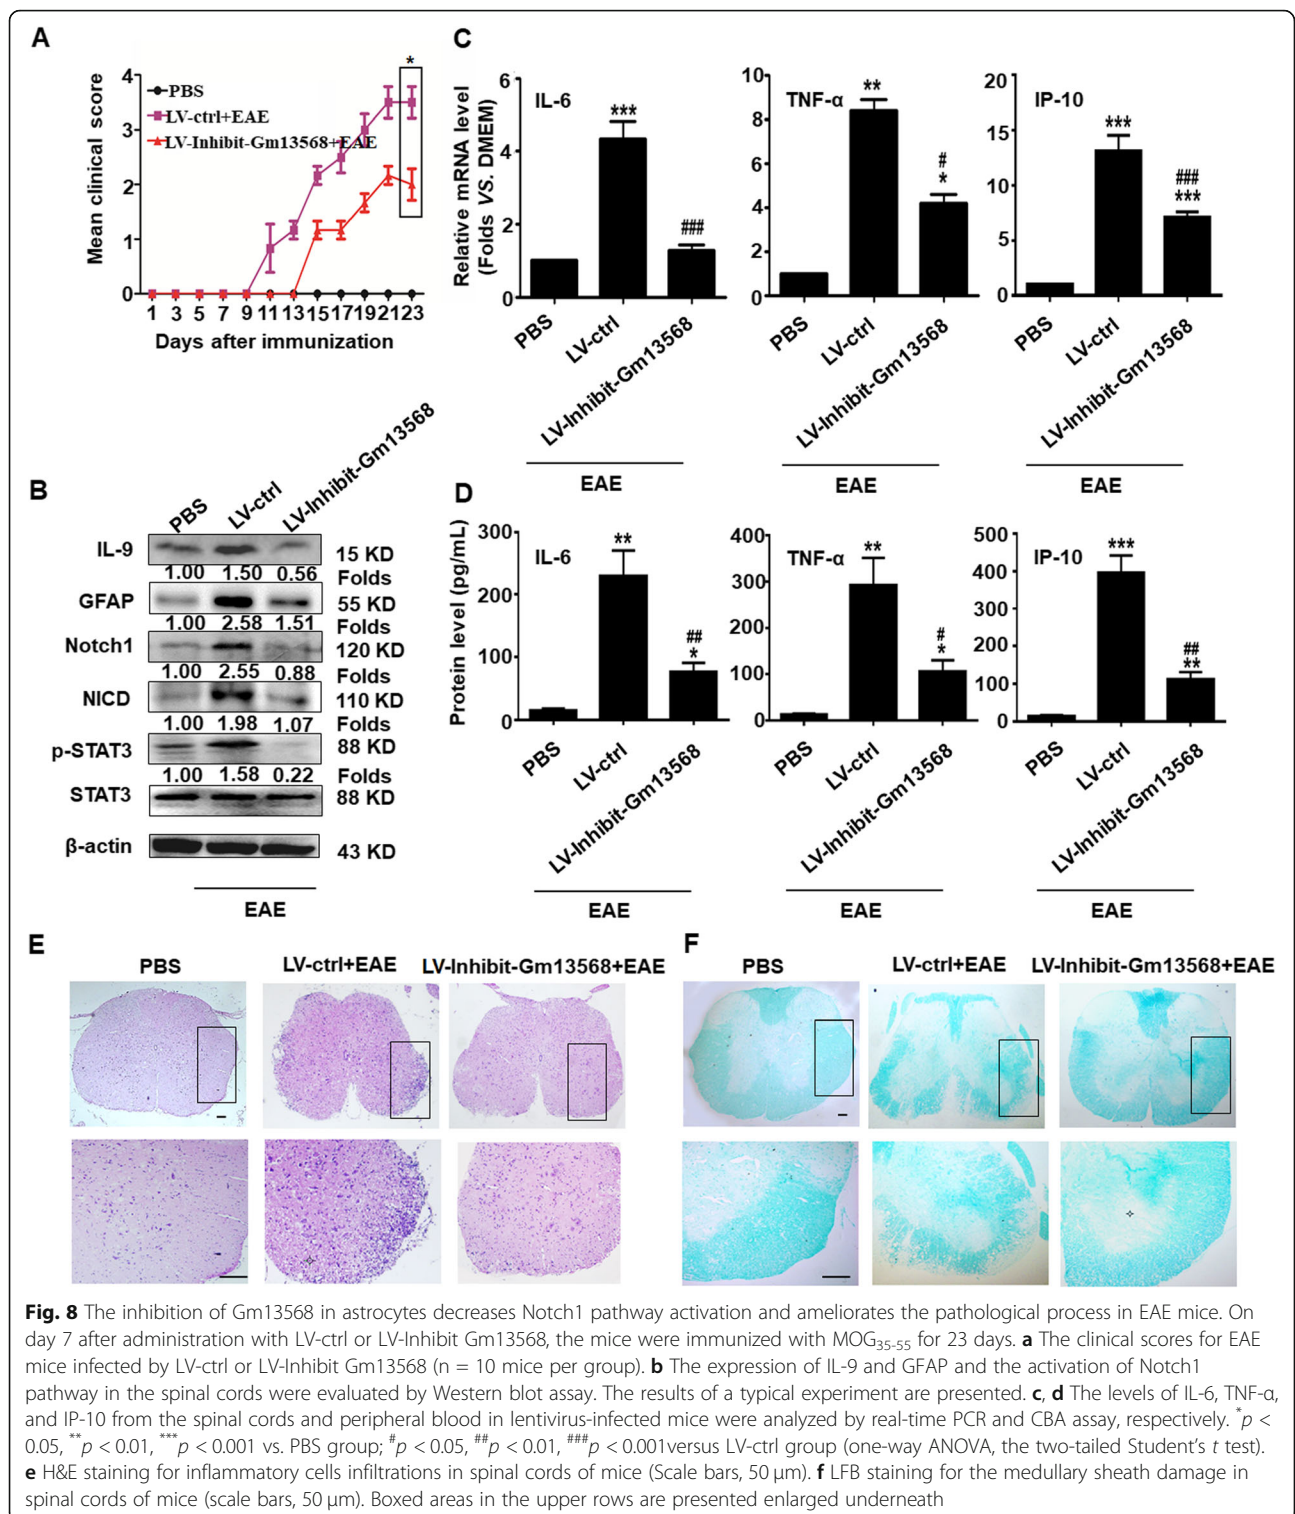 A
Mean clinical score
4
3
2
1
0
PBS
LV-ctrl+EAE
LV-Inhibit-Gm13568+EAE
*
1 3 5 7 9 11 13 15 17 19 21 23
Days after immunization
C
Relative mRNA level
(Folds VS. DMEM)
6
4
2
0
IL-6
***
###
PBS
LV-ctrl
LV-Inhibit-Gm13568
EAE
10
8
6
4
2
0
TNF-α
**
#
*
PBS
LV-ctrl
LV-Inhibit-Gm13568
EAE
20
15
10
5
0
IP-10
***
###
***
PBS
LV-ctrl
LV-Inhibit-Gm13568
EAE
B
PBS
LV-ctrl
LV-Inhibit-Gm13568
IL-9 15 KD
1.00 1.50 0.56 Folds
GFAP 55 KD
1.00 2.58 1.51 Folds
Notch1 120 KD
1.00 2.55 0.88 Folds
NICD 110 KD
1.00 1.98 1.07 Folds
p-STAT3 88 KD
1.00 1.58 0.22 Folds
STAT3 88 KD
β-actin 43 KD
EAE
D
Protein level (pg/mL)
300
200
100
0
IL-6
**
##
*
PBS
LV-ctrl
LV-Inhibit-Gm13568
EAE
400
300
200
100
0
TNF-α
**
#
*
PBS
LV-ctrl
LV-Inhibit-Gm13568
EAE
500
400
300
200
100
0
IP-10
***
##
**
PBS
LV-ctrl
LV-Inhibit-Gm13568
EAE
E
PBS
LV-ctrl+EAE
LV-Inhibit-Gm13568+EAE
F
PBS
LV-ctrl+EAE
LV-Inhibit-Gm13568+EAE
Fig. 8 The inhibition of Gm13568 in astrocytes decreases Notch1 pathway activation and ameliorates the pathological process in EAE mice. On
day 7 after administration with LV-ctrl or LV-Inhibit Gm13568, the mice were immunized with MOG35-55 for 23 days. a The clinical scores for EAE
mice infected by LV-ctrl or LV-Inhibit Gm13568 (n = 10 mice per group). b The expression of IL-9 and GFAP and the activation of Notch1
pathway in the spinal cords were evaluated by Western blot assay. The results of a typical experiment are presented. c, d The levels of IL-6, TNF-α,
and IP-10 from the spinal cords and peripheral blood in lentivirus-infected mice were analyzed by real-time PCR and CBA assay, respectively. *p <
0.05, **p < 0.01, ***p < 0.001 vs. PBS group; #p < 0.05, ##p < 0.01, ###p < 0.001versus LV-ctrl group (one-way ANOVA, the two-tailed Student's t test).
e H&E staining for inflammatory cells infiltrations in spinal cords of mice (Scale bars, 50 μm). f LFB staining for the medullary sheath damage in
spinal cords of mice (scale bars, 50 μm). Boxed areas in the upper rows are presented enlarged underneath